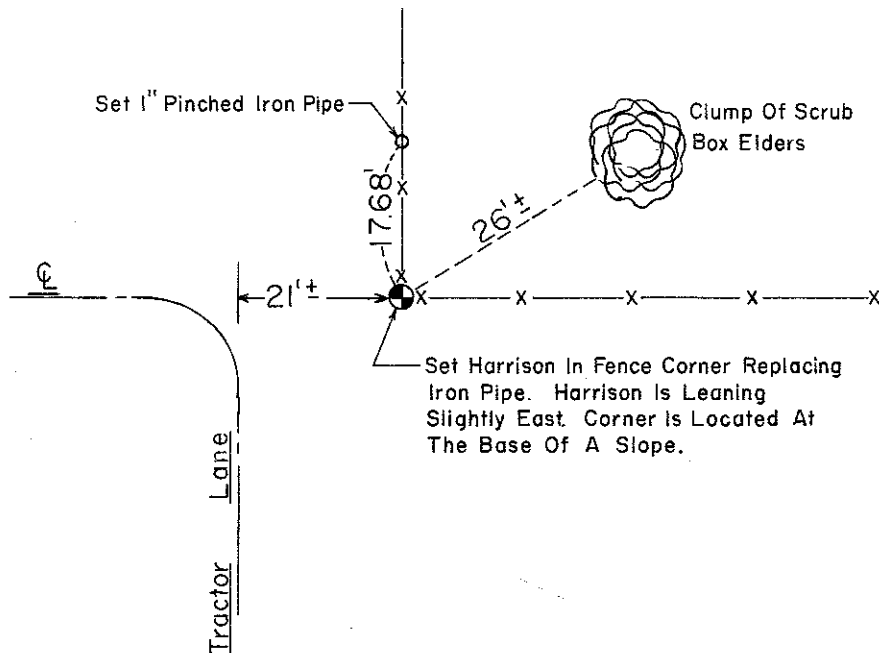 Set 1" Pinched Iron Pipe
Clump Of Scrub
Box Elders
17.68'
26'±
℄
21'±
Set Harrison In Fence Corner Replacing
Iron Pipe. Harrison Is Leaning
Slightly East. Corner Is Located At
The Base Of A Slope.
Tractor Lane
X
X
X
X
X
X
X
X